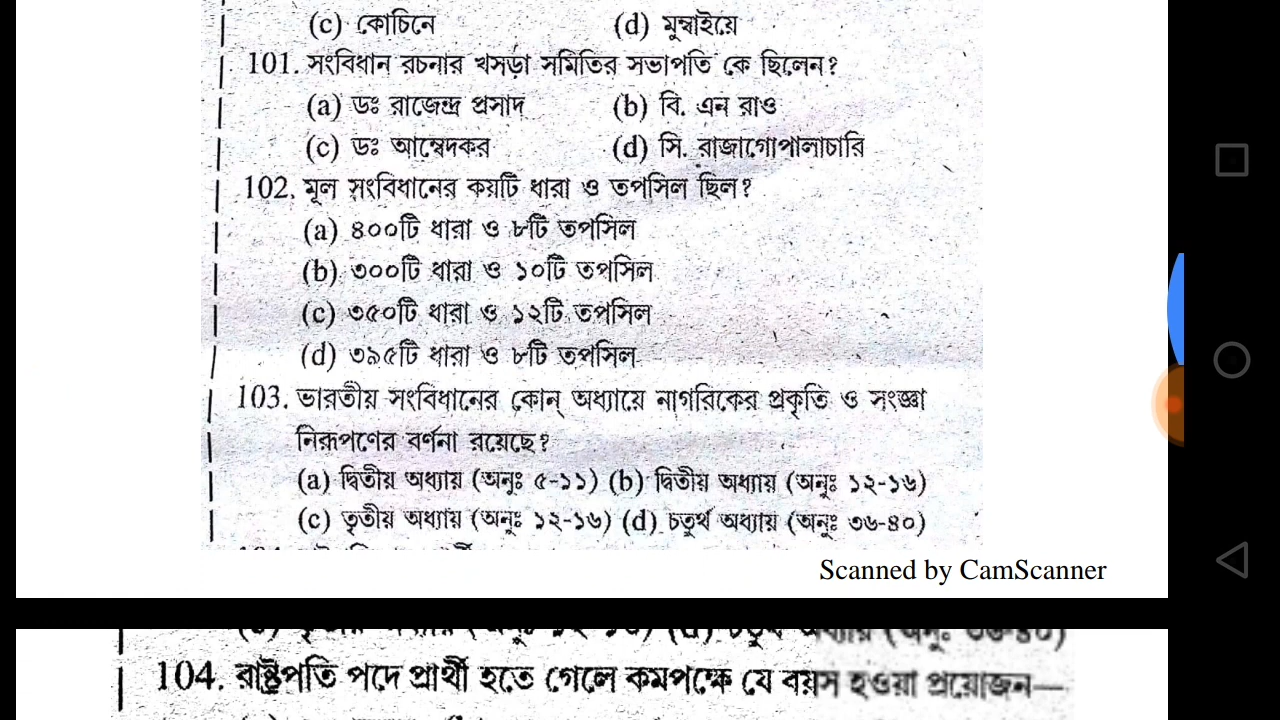 (c) কোচিনে (d) মুম্বাইয়ে
101. সংবিধান রচনার খসড়া সমিতির সভাপতি কে ছিলেন?
(a) ডঃ রাজেন্দ্র প্রসাদ (b) বি. এন রাও
(c) ডঃ আম্বেদকর (d) সি. রাজাগোপালাচারি
102. মূল সংবিধানের কয়টি ধারা ও তপসিল ছিল?
(a) ৪০০টি ধারা ও ৮টি তপসিল
(b) ৩০০টি ধারা ও ১০টি তপসিল
(c) ৩৫০টি ধারা ও ১২টি তপসিল
(d) ৩৯৫টি ধারা ও ৮টি তপসিল
103. ভারতীয় সংবিধানের কোন্ অধ্যায়ে নাগরিকের প্রকৃতি ও সংজ্ঞা
নিরূপণের বর্ণনা রয়েছে?
(a) দ্বিতীয় অধ্যায় (অনুঃ ৫-১১) (b) দ্বিতীয় অধ্যায় (অনুঃ ১২-১৬)
(c) তৃতীয় অধ্যায় (অনুঃ ১২-১৬) (d) চতুর্থ অধ্যায় (অনুঃ ৩৬-৪০)
Scanned by CamScanner
104. রাষ্ট্রপতি পদে প্রার্থী হতে গেলে কমপক্ষে যে বয়স হওয়া প্রয়োজন—